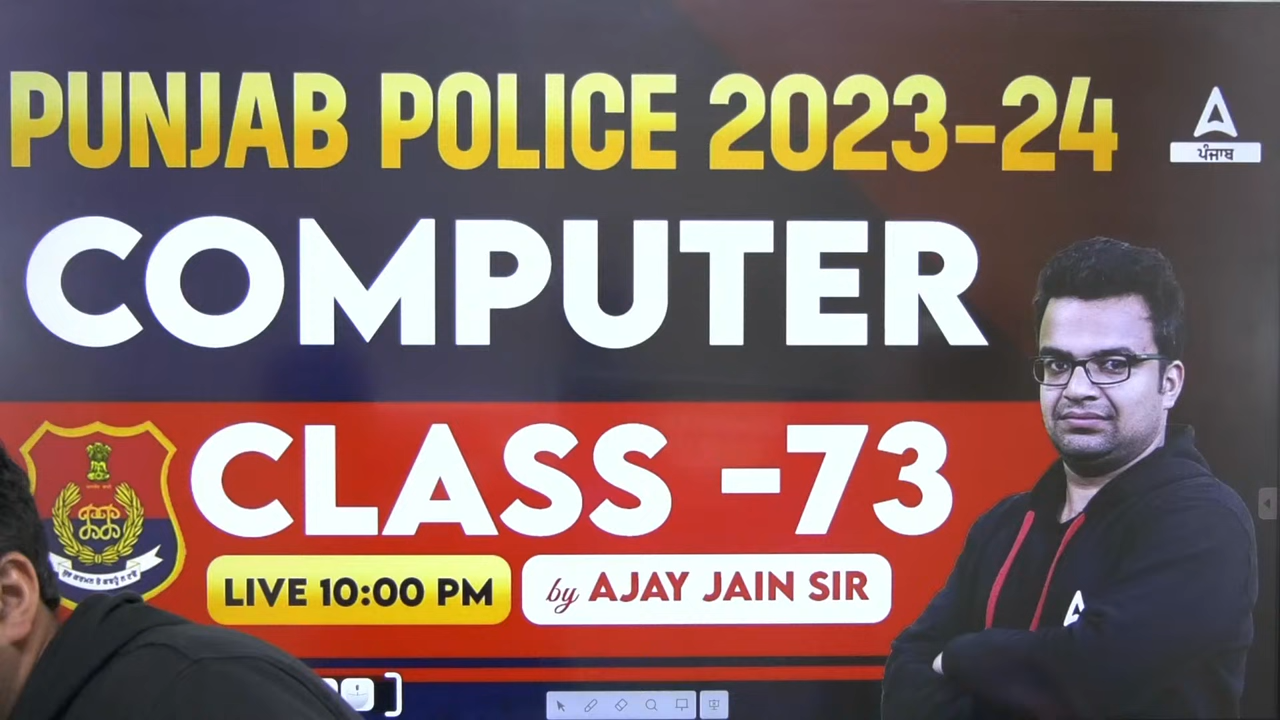 PUNJAB POLICE 2023-24
ਪੰਜਾਬ
COMPUTER
CLASS -73
LIVE 10:00 PM
by AJAY JAIN SIR